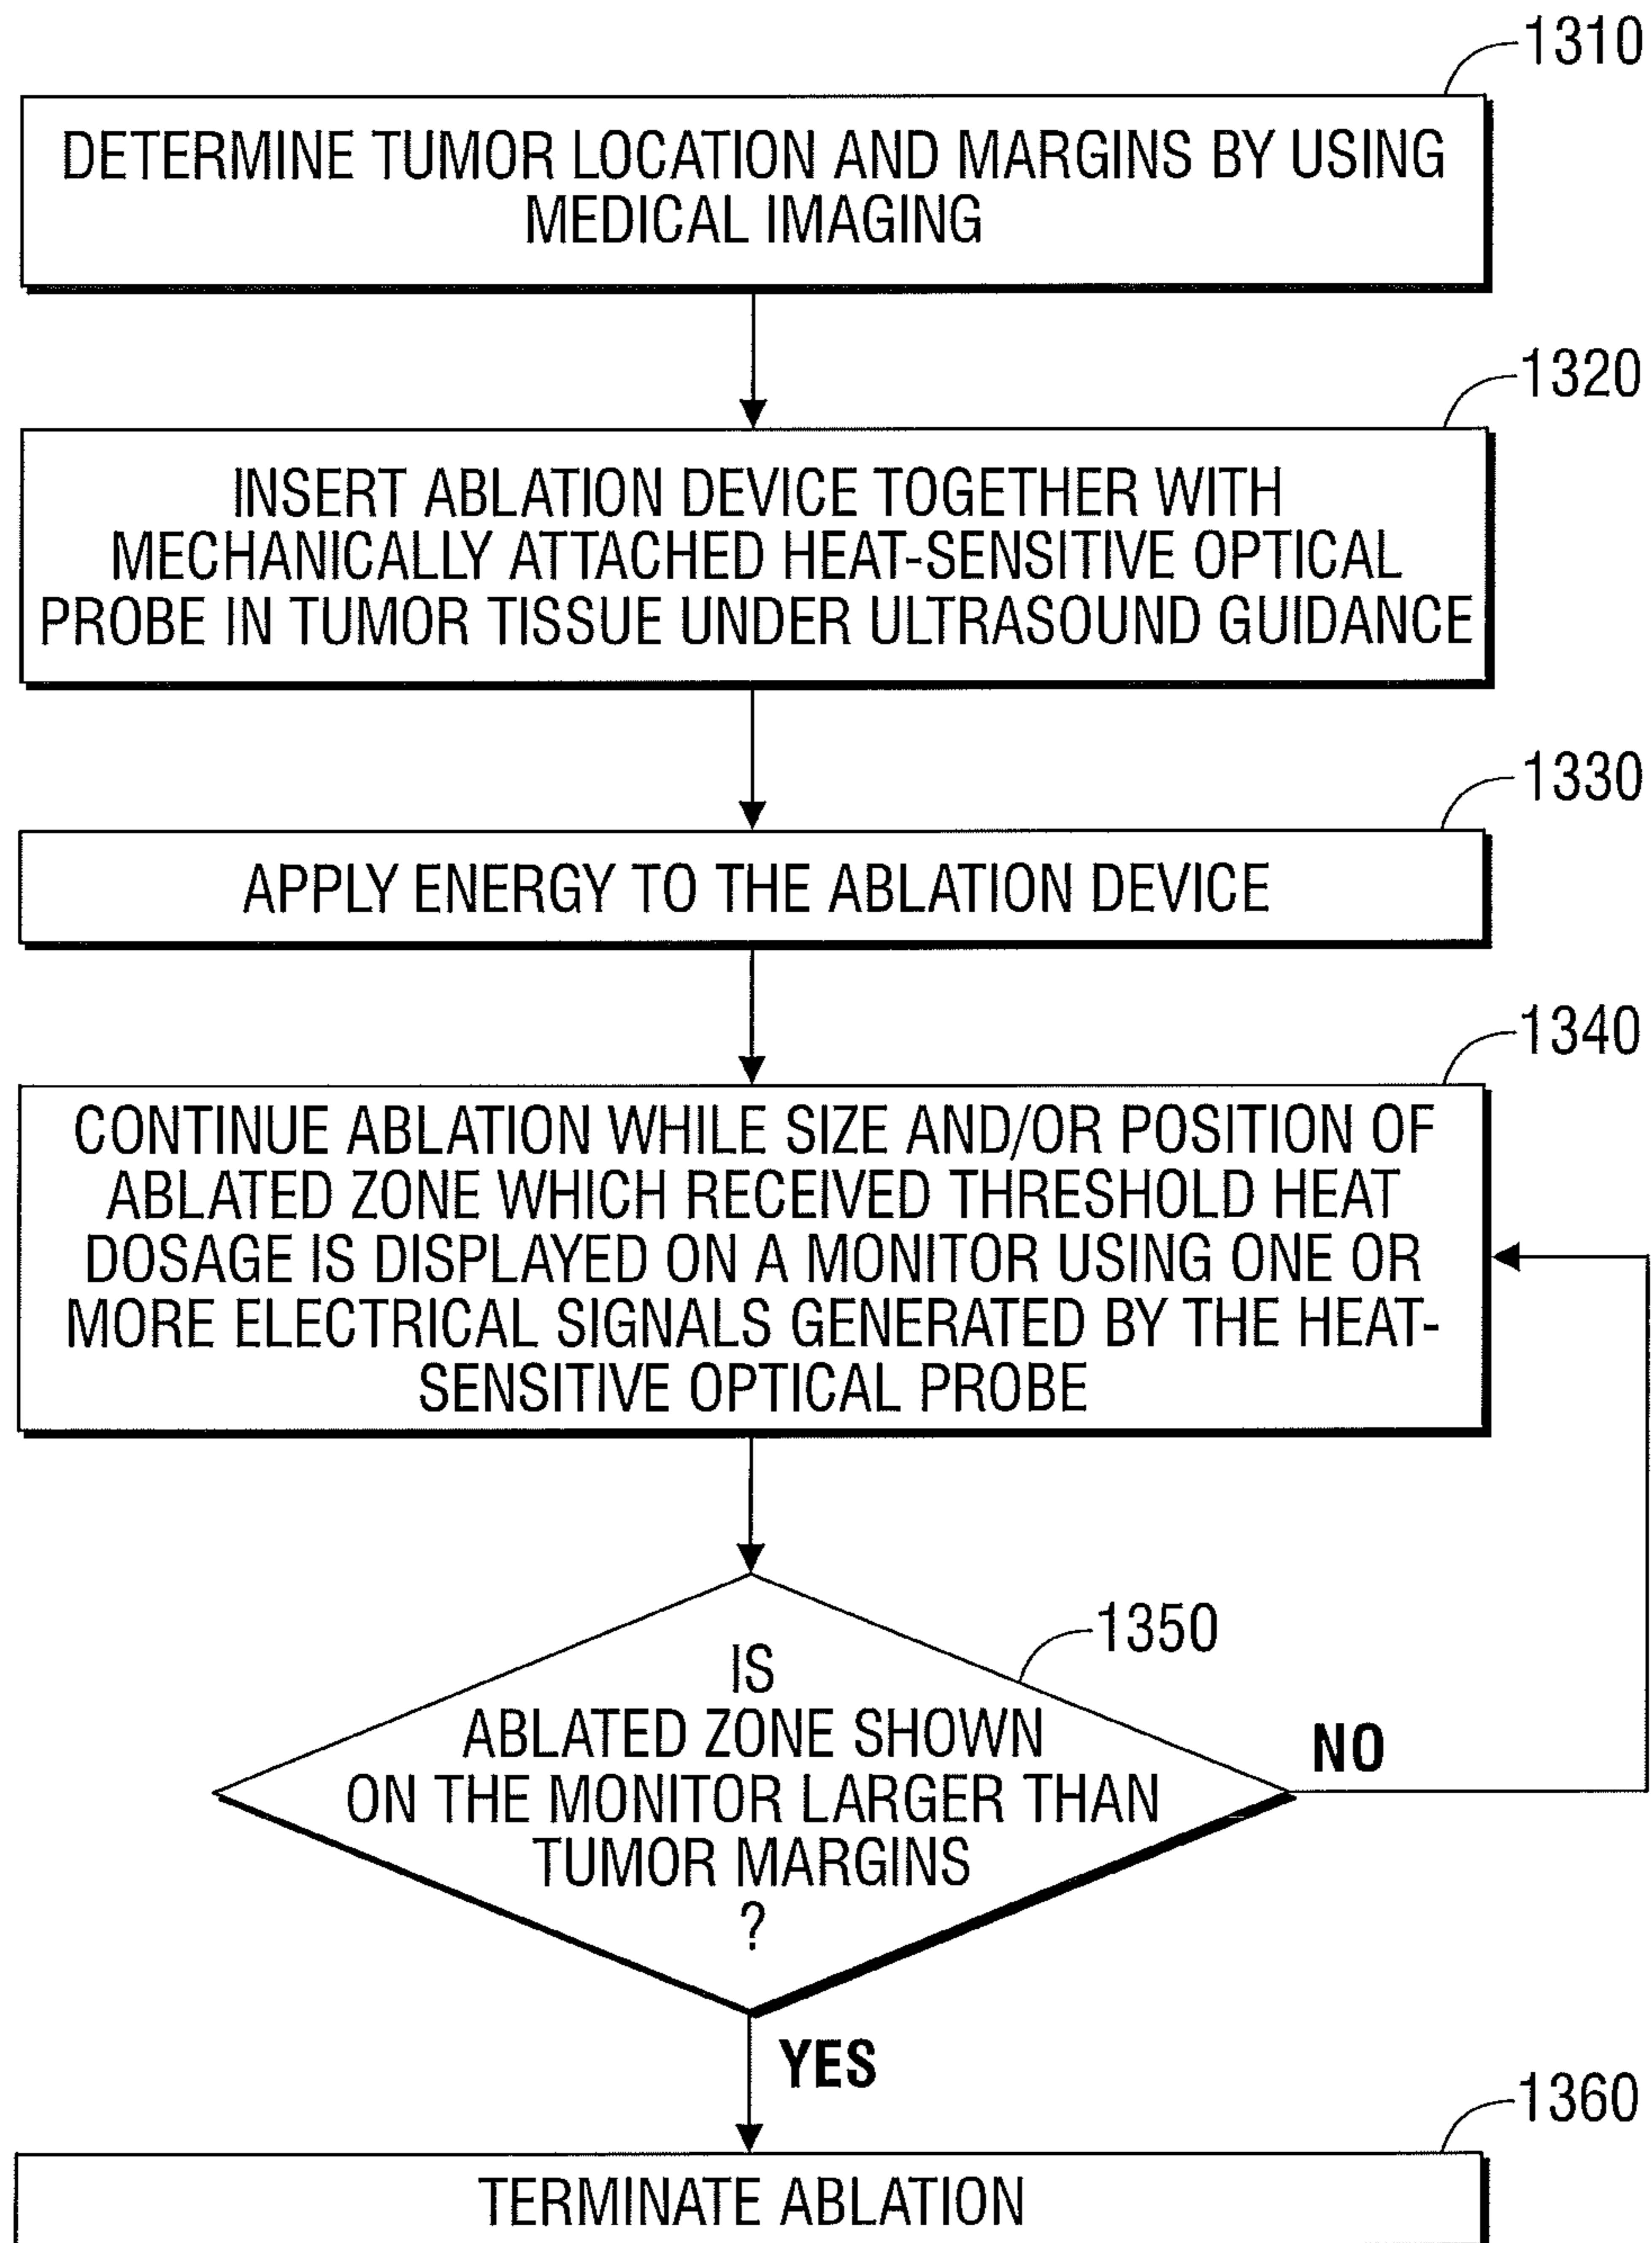 1310
DETERMINE TUMOR LOCATION AND MARGINS BY USING
MEDICAL IMAGING
1320
INSERT ABLATION DEVICE TOGETHER WITH
MECHANICALLY ATTACHED HEAT-SENSITIVE OPTICAL
PROBE IN TUMOR TISSUE UNDER ULTRASOUND GUIDANCE
1330
APPLY ENERGY TO THE ABLATION DEVICE
1340
CONTINUE ABLATION WHILE SIZE AND/OR POSITION OF
ABLATED ZONE WHICH RECEIVED THRESHOLD HEAT
DOSAGE IS DISPLAYED ON A MONITOR USING ONE OR
MORE ELECTRICAL SIGNALS GENERATED BY THE HEAT-
SENSITIVE OPTICAL PROBE
1350
IS
ABLATED ZONE SHOWN
ON THE MONITOR LARGER THAN
TUMOR MARGINS
?
NO
YES
1360
TERMINATE ABLATION